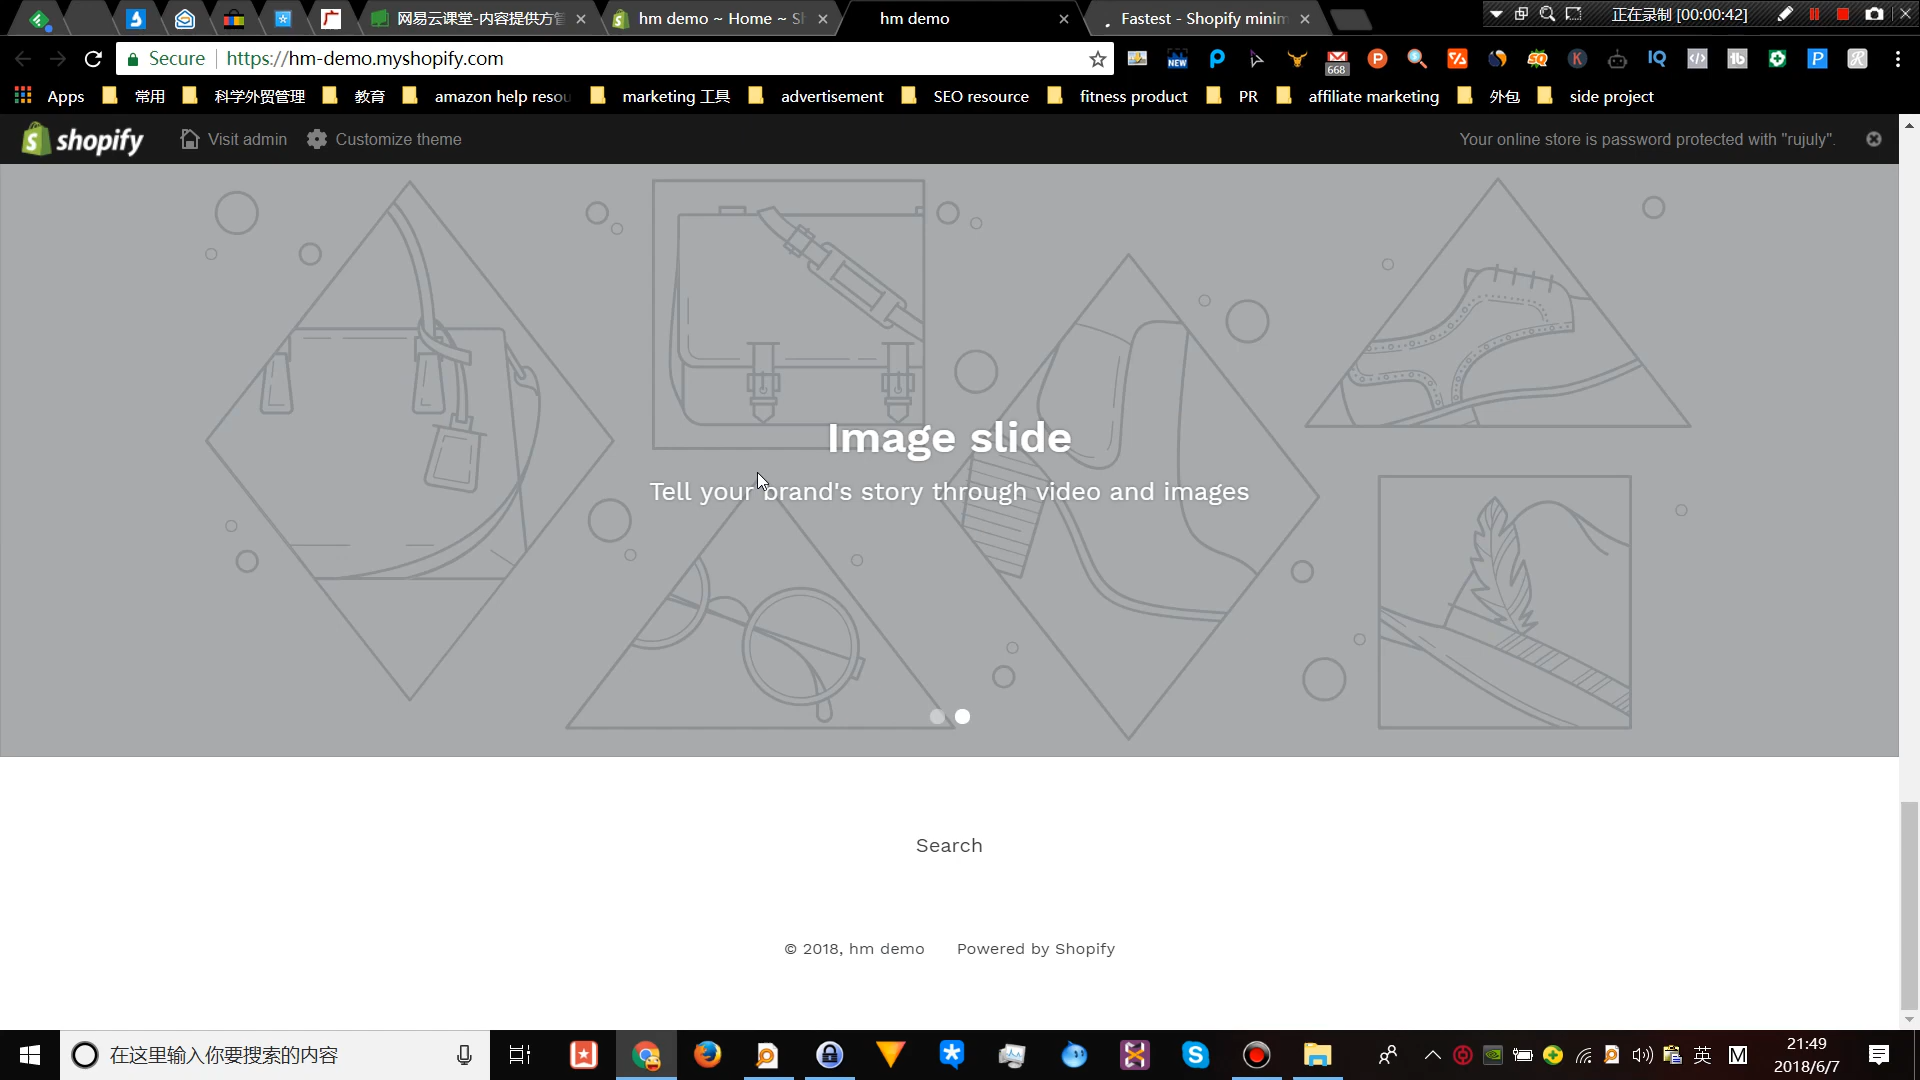 网易云课堂-内容提供方管
hm demo ~ Home ~ Sh
hm demo
Fastest - Shopify minim
正在录制 [00:00:42]
Secure
https://hm-demo.myshopify.com
NEW
668
Apps
常用
科学外贸管理
教育
amazon help resou
marketing 工具
advertisement
SEO resource
fitness product
PR
affiliate marketing
外包
side project
shopify
Visit admin
Customize theme
Your online store is password protected with "rujuly".
Image slide
Tell your brand's story through video and images
Search
© 2018, hm demo
Powered by Shopify
在这里输入你要搜索的内容
英
M
21:49
2018/6/7